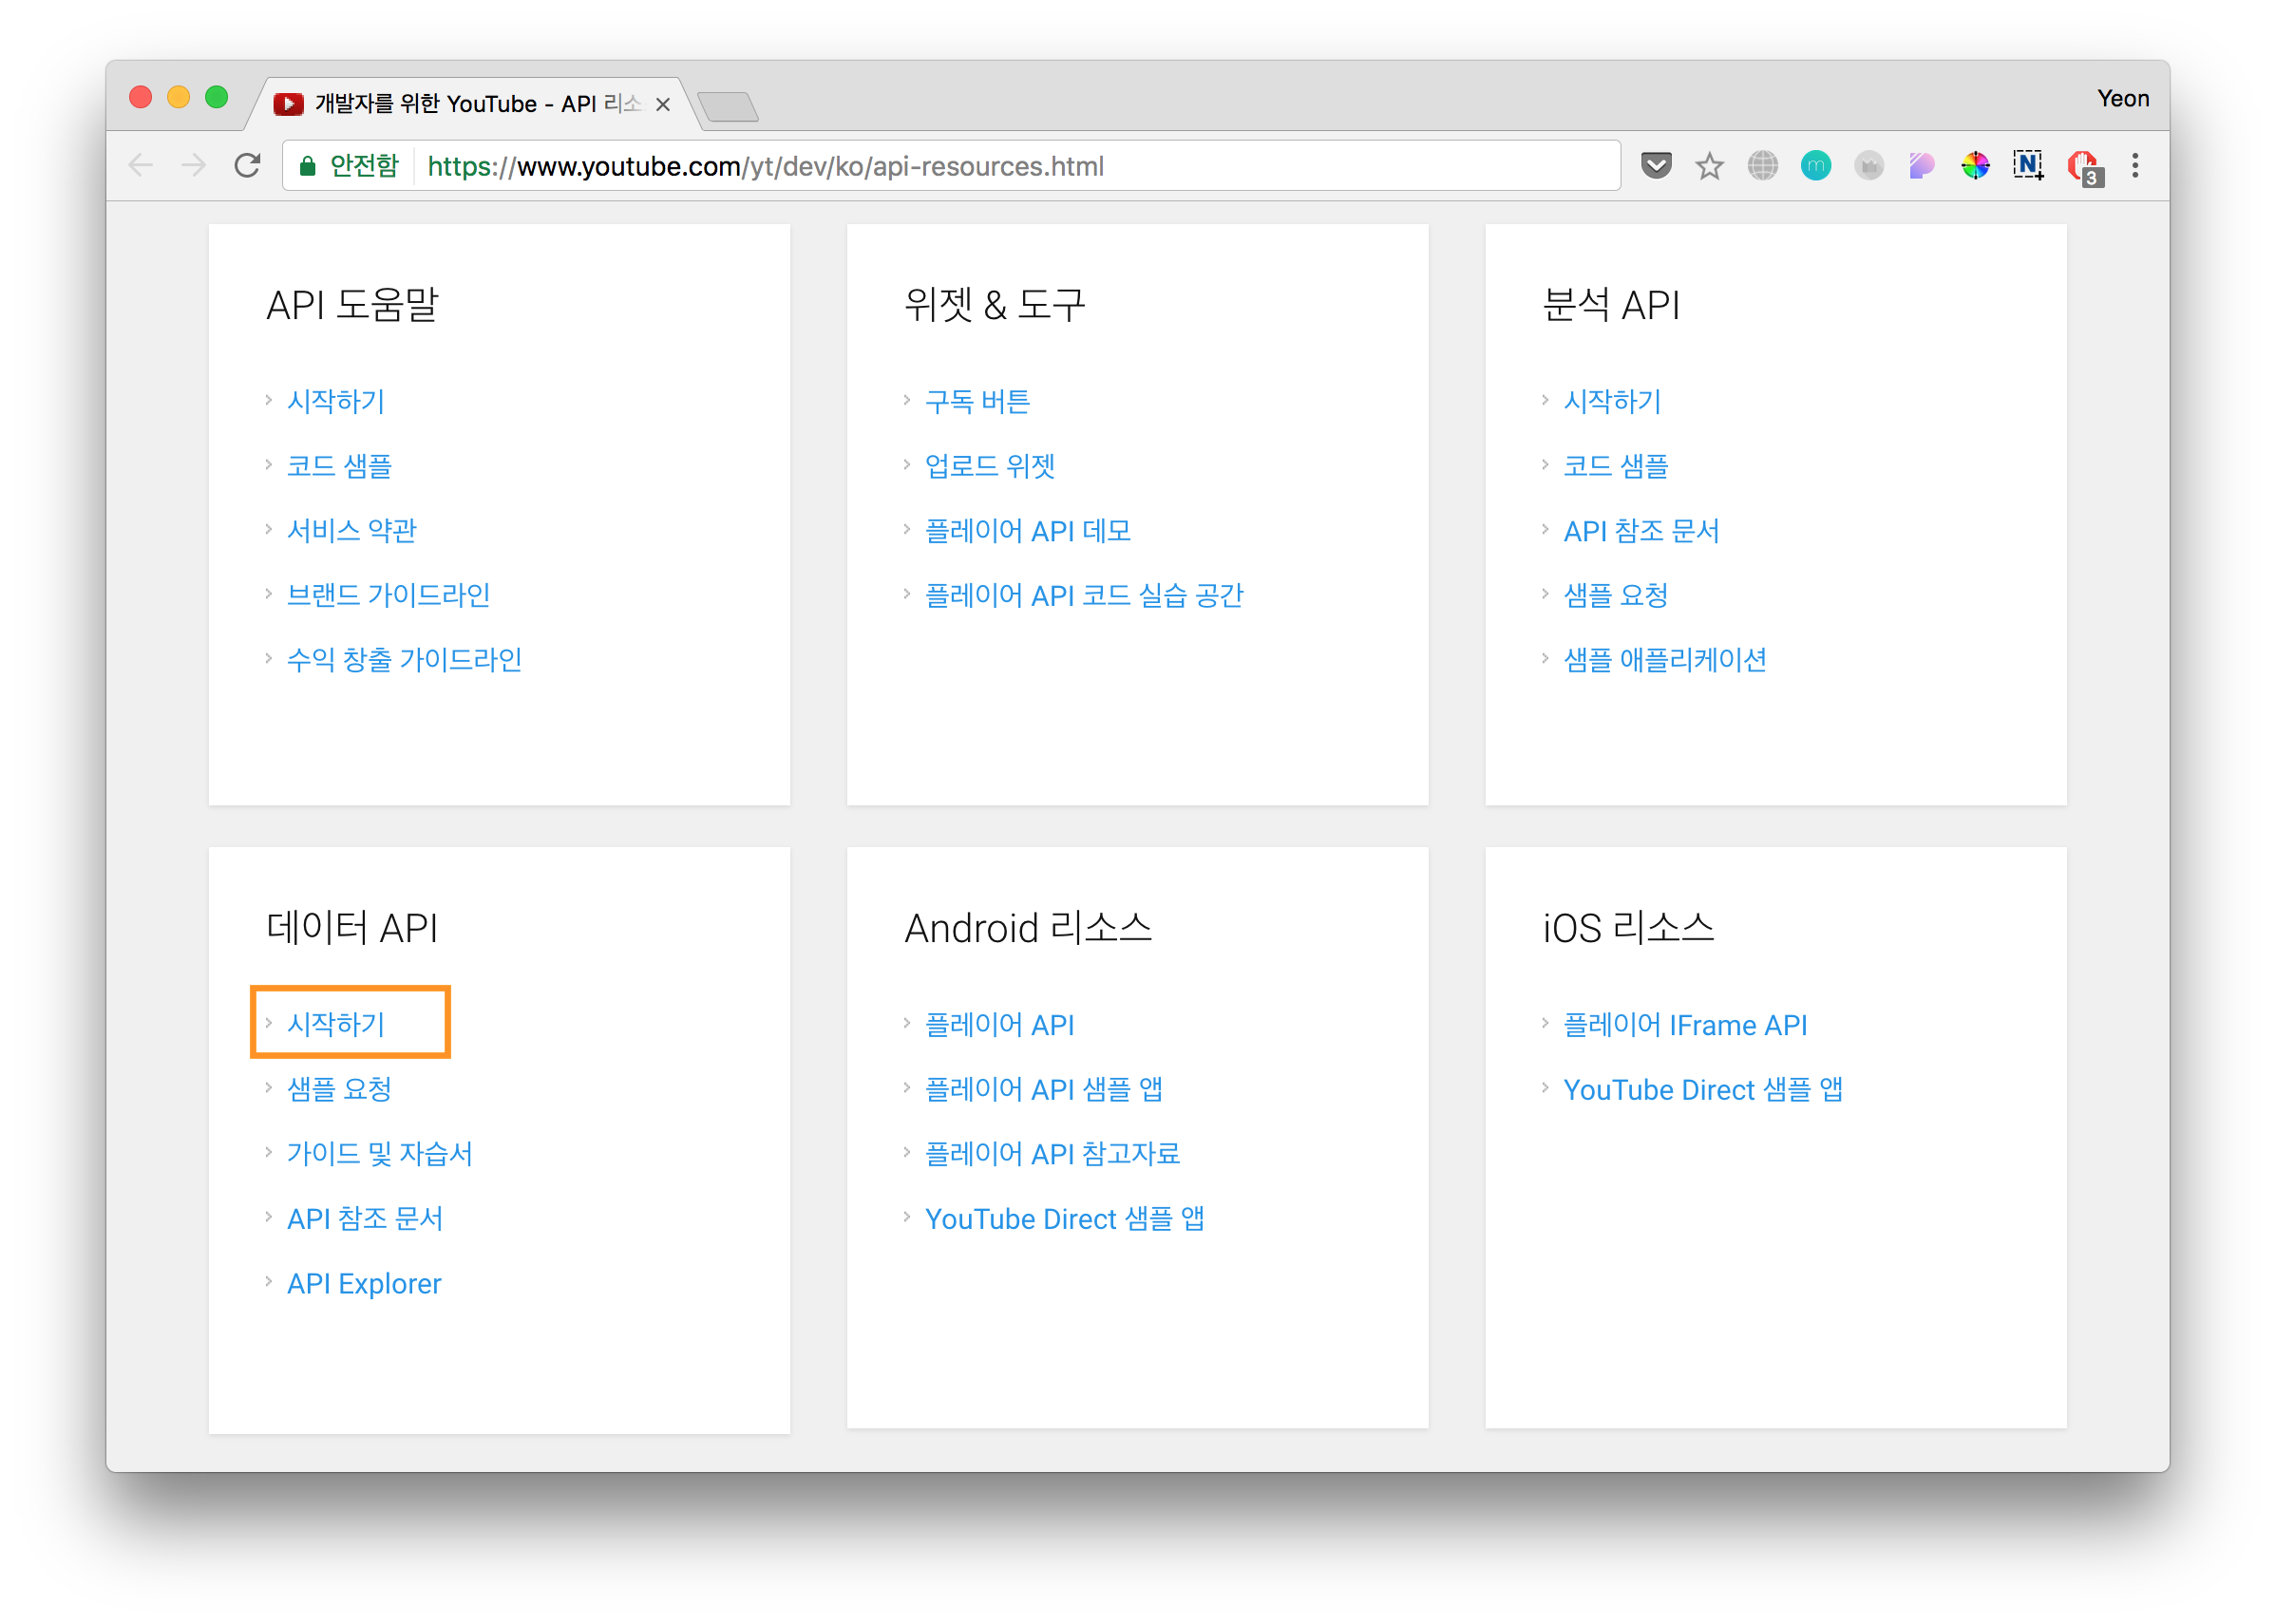 개발자를 위한 YouTube - API 리소
Yeon
안전함 https://www.youtube.com/yt/dev/ko/api-resources.html
m
N
3
API 도움말
시작하기
코드 샘플
서비스 약관
브랜드 가이드라인
수익 창출 가이드라인
위젯 & 도구
구독 버튼
업로드 위젯
플레이어 API 데모
플레이어 API 코드 실습 공간
분석 API
시작하기
코드 샘플
API 참조 문서
샘플 요청
샘플 애플리케이션
데이터 API
시작하기
샘플 요청
가이드 및 자습서
API 참조 문서
API Explorer
Android 리소스
플레이어 API
플레이어 API 샘플 앱
플레이어 API 참고자료
YouTube Direct 샘플 앱
iOS 리소스
플레이어 IFrame API
YouTube Direct 샘플 앱